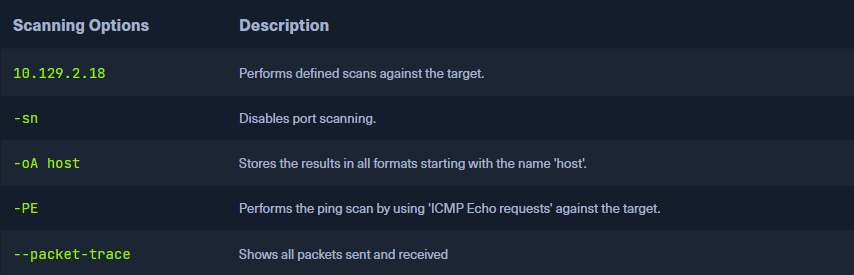 Scanning Options Description
10.129.2.18 Performs defined scans against the target.
-sn Disables port scanning.
-oA host Stores the results in all formats starting with the name 'host'.
-PE Performs the ping scan by using 'ICMP Echo requests' against the target.
--packet-trace Shows all packets sent and received